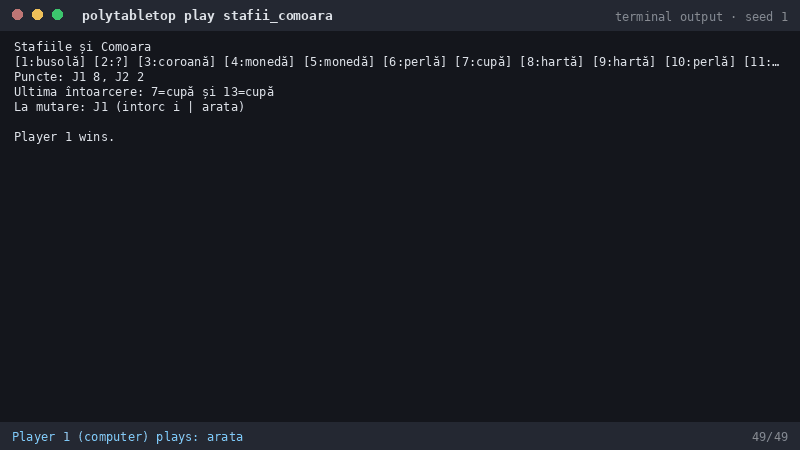 polytabletop play stafii_comoara
terminal output · seed 1
Stafiile și Comoara
[1:busolă] [2:?] [3:coroană] [4:monedă] [5:monedă] [6:perlă] [7:cupă] [8:hartă] [9:hartă] [10:perlă] [11:…
Puncte: J1 8, J2 2
Ultima întoarcere: 7=cupă și 13=cupă
La mutare: J1 (intorc i | arata)
Player 1 wins.
Player 1 (computer) plays: arata
49/49